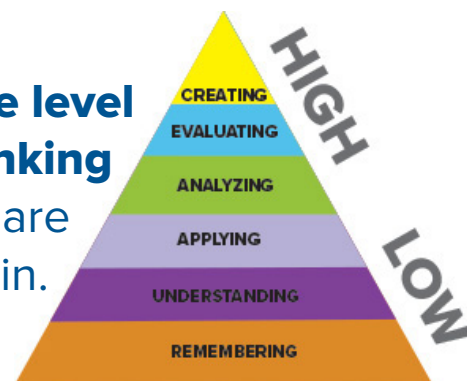 e level
nking
are
in.
CREATING
EVALUATING
ANALYZING
APPLYING
UNDERSTANDING
REMEMBERING
HIGH
LOW